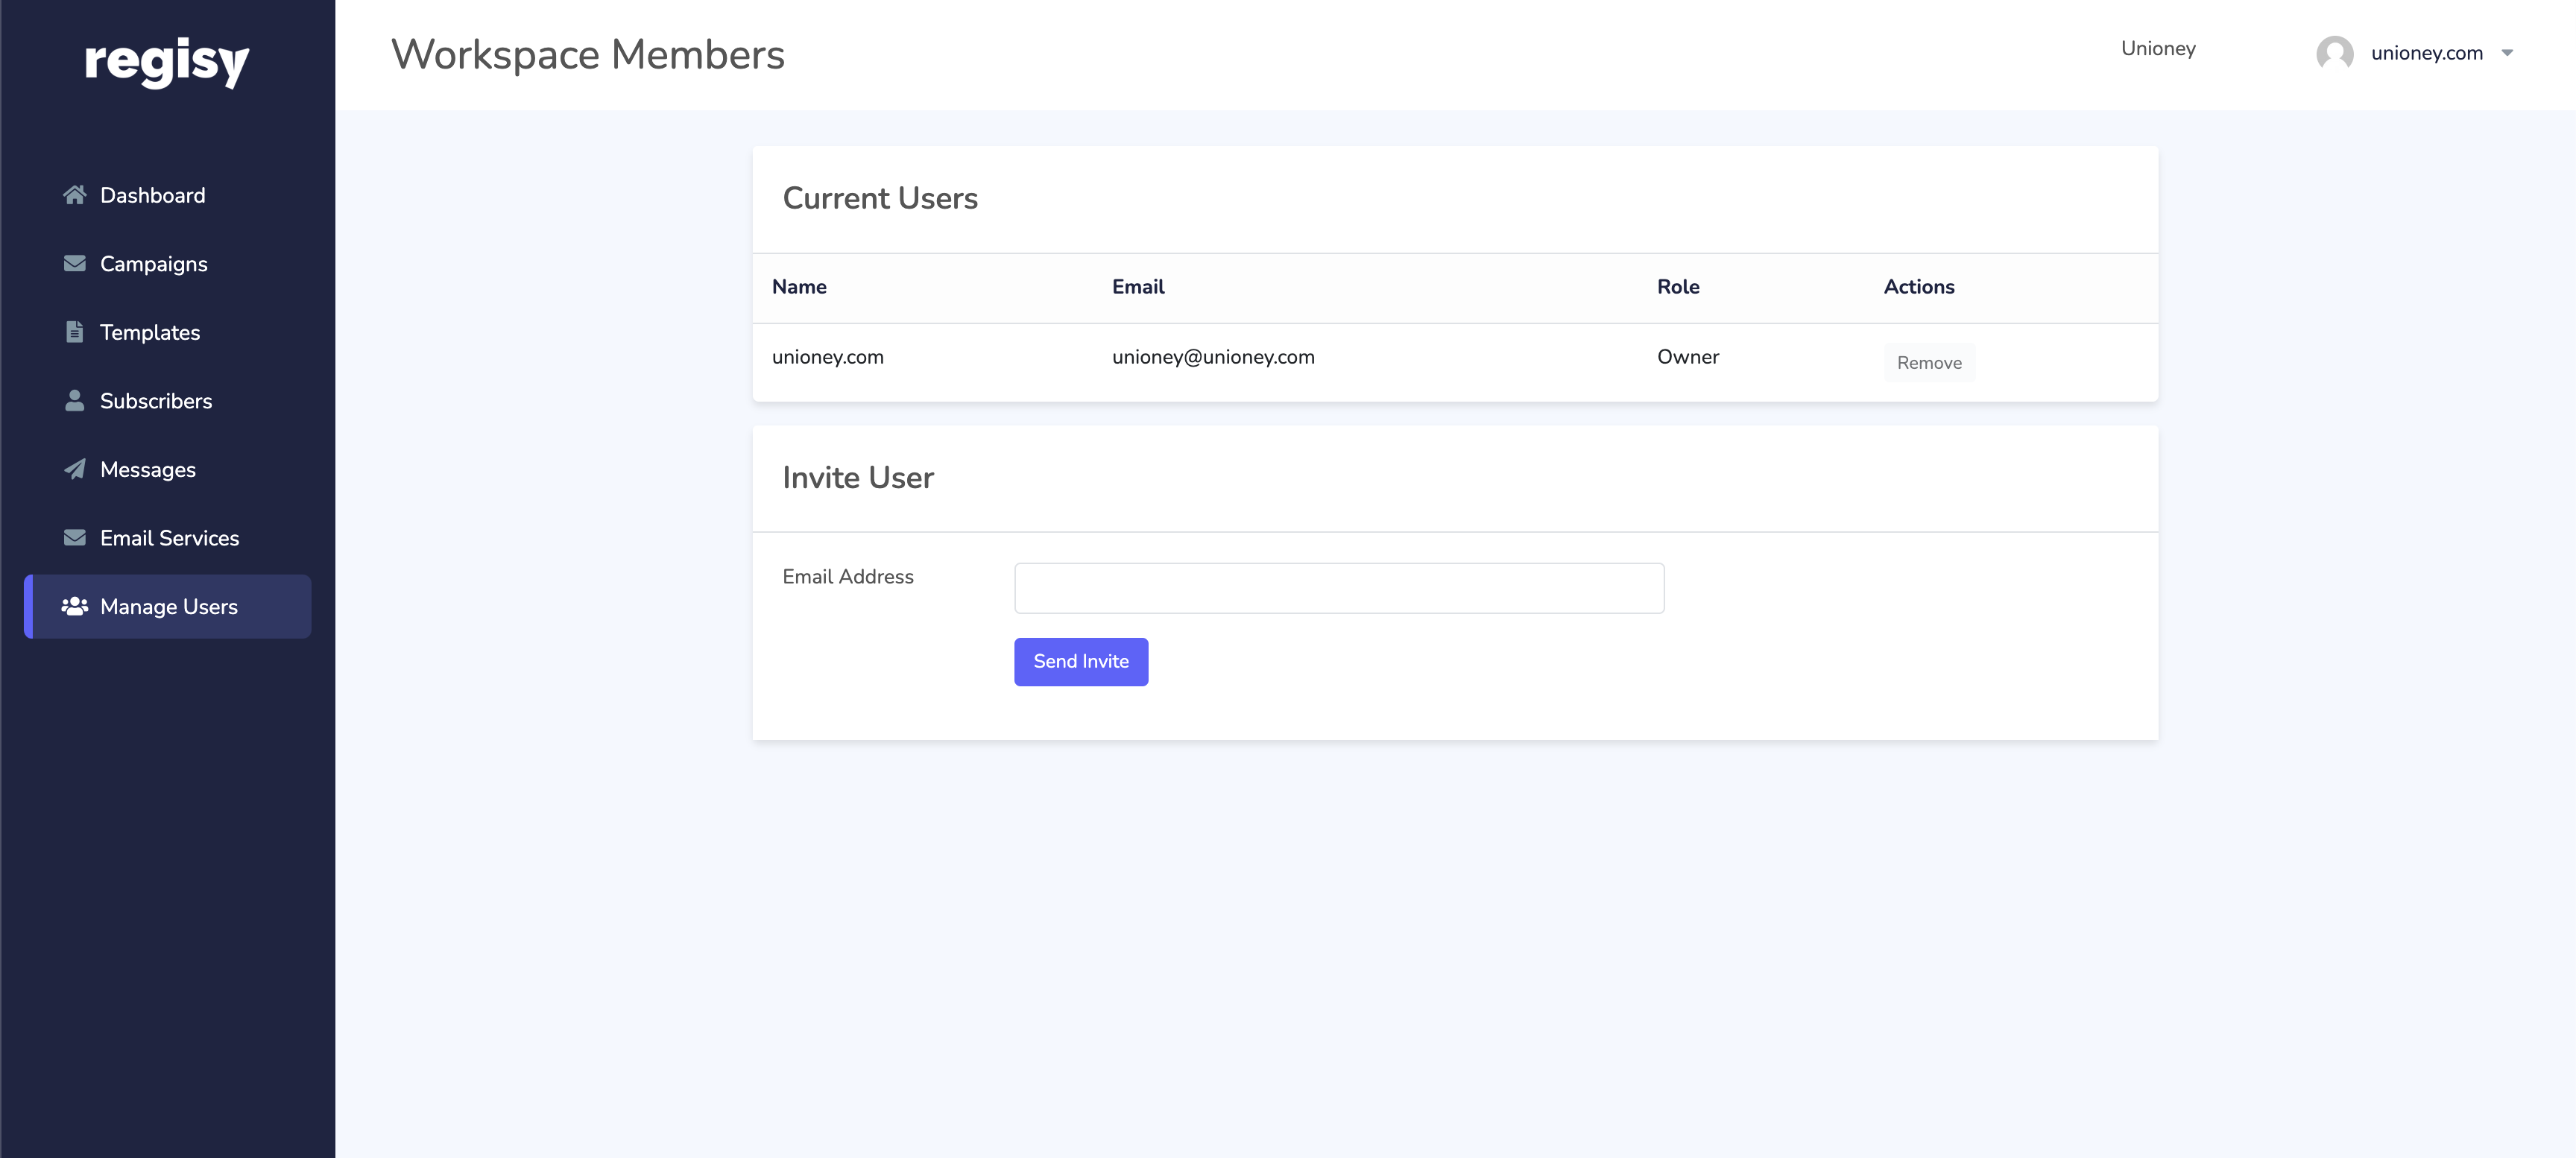 regisy
Workspace Members
Unioney
unioney.com
Dashboard
Campaigns
Templates
Subscribers
Messages
Email Services
Manage Users
Current Users
Name Email Role Actions
unioney.com unioney@unioney.com Owner Remove
Invite User
Email Address
Send Invite